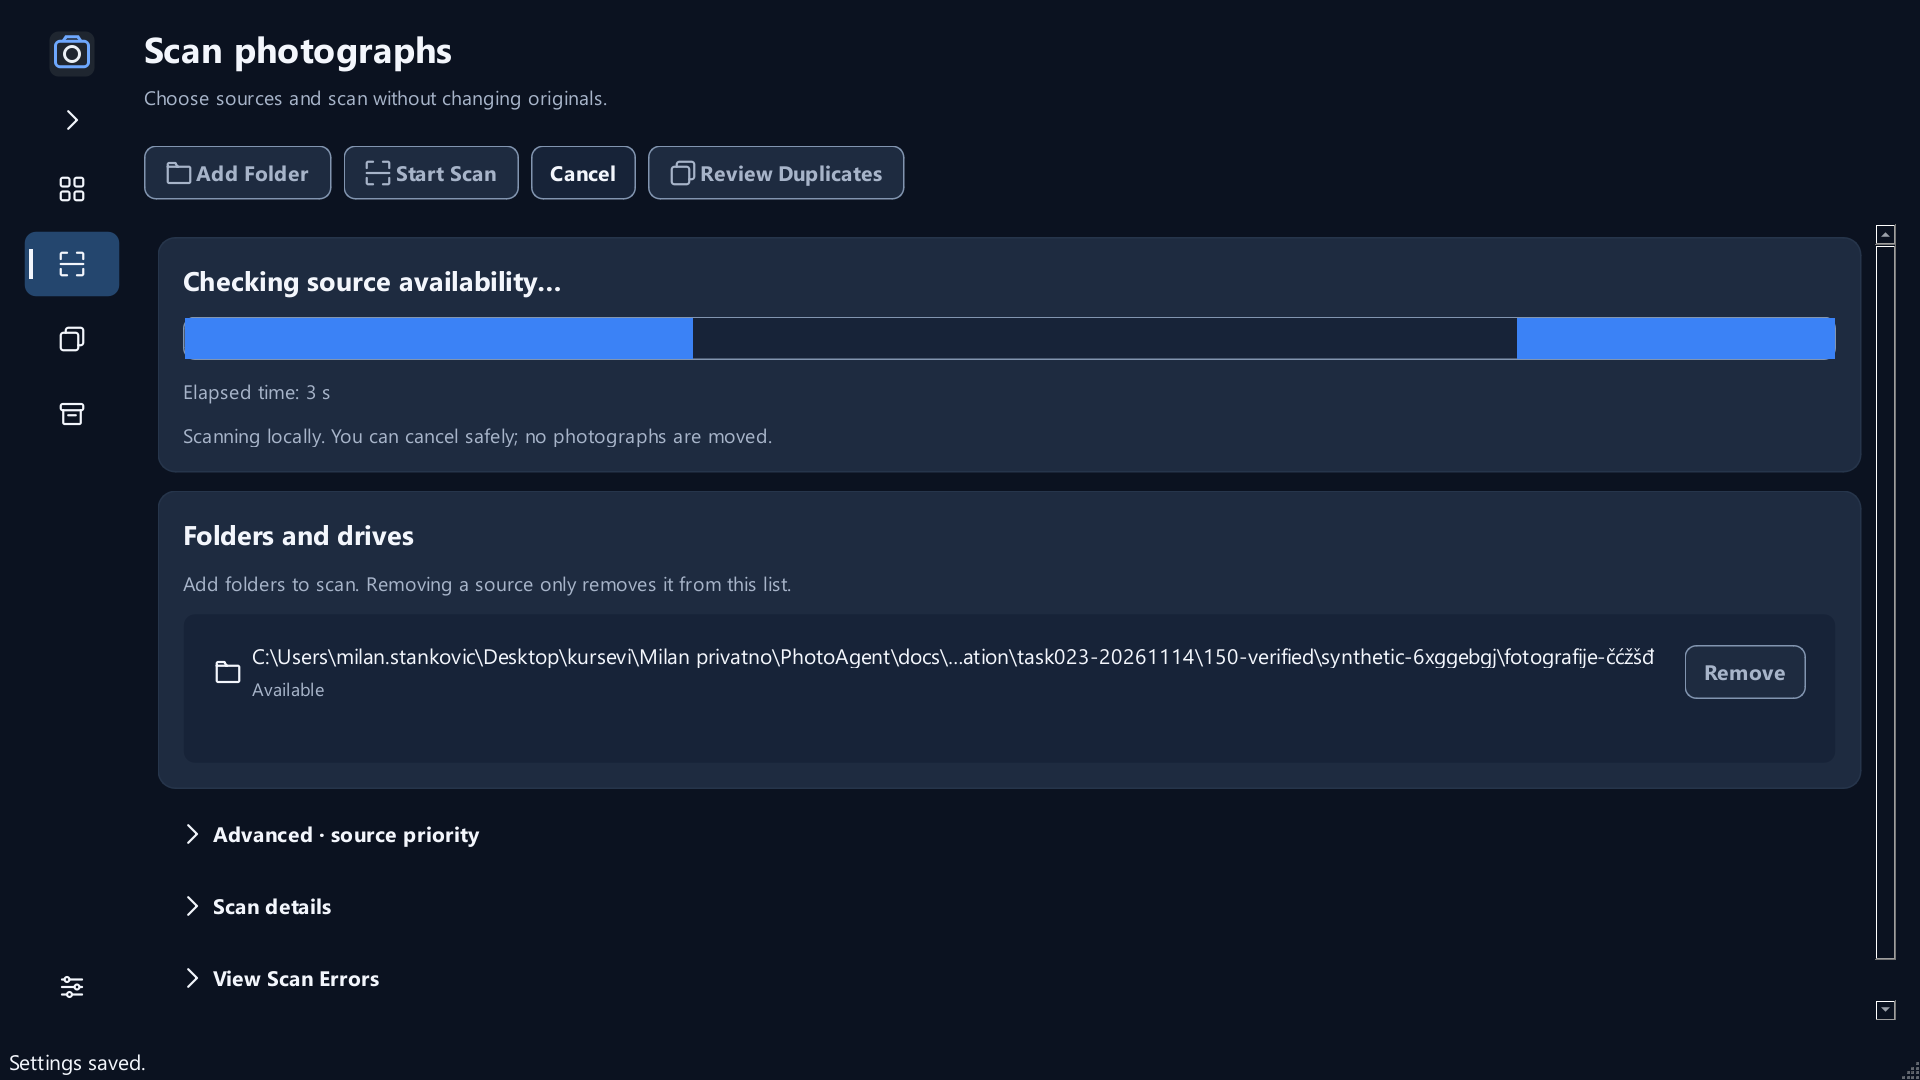 Scan photographs
Choose sources and scan without changing originals.
Add Folder
Start Scan
Cancel
Review Duplicates
Checking source availability...
Elapsed time: 3 s
Scanning locally. You can cancel safely; no photographs are moved.
Folders and drives
Add folders to scan. Removing a source only removes it from this list.
C:\Users\milan.stankovic\Desktop\kursevi\Milan privatno\PhotoAgent\docs\...ation\task023-20261114\150-verified\synthetic-6xggebgj\fotografije-čćžšđ
Available
Remove
Advanced · source priority
Scan details
View Scan Errors
Settings saved.